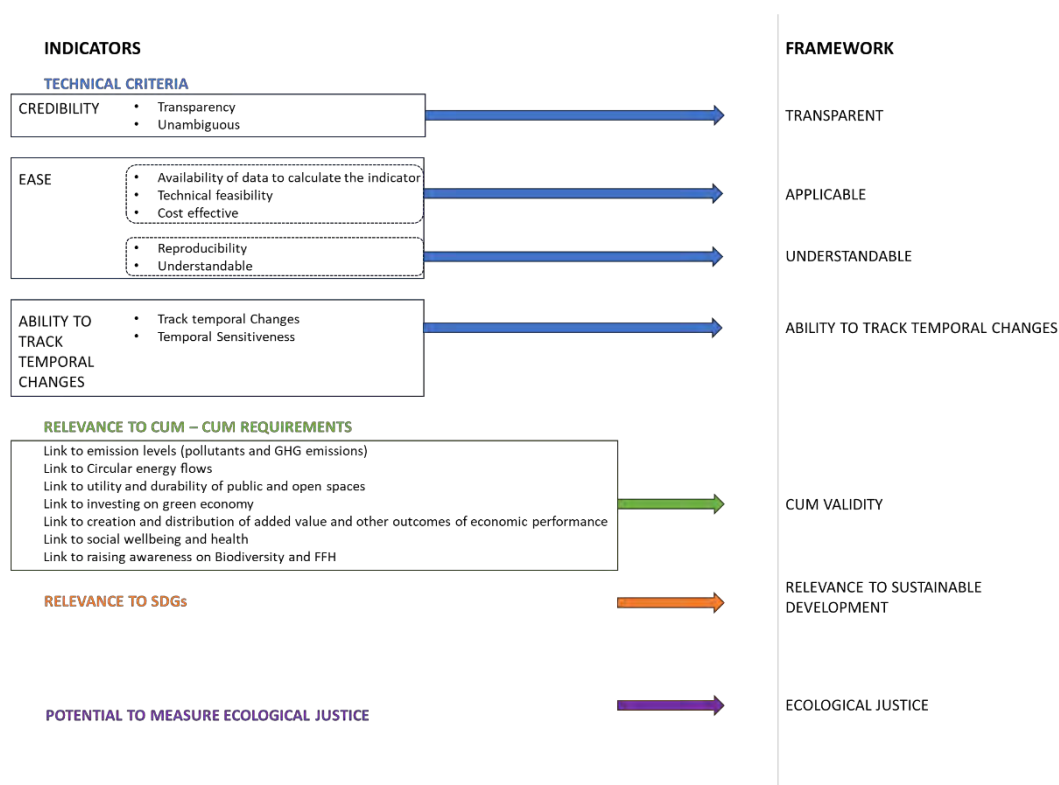 INDICATORS
FRAMEWORK
TECHNICAL CRITERIA
CREDIBILITY
• Transparency
• Unambiguous
TRANSPARENT
EASE
• Availability of data to calculate the indicator
• Technical feasibility
• Cost effective
APPLICABLE
• Reproducibility
• Understandable
UNDERSTANDABLE
ABILITY TO
TRACK
TEMPORAL
CHANGES
• Track temporal Changes
• Temporal Sensitiveness
ABILITY TO TRACK TEMPORAL CHANGES
RELEVANCE TO CUM – CUM REQUIREMENTS
Link to emission levels (pollutants and GHG emissions)
Link to Circular energy flows
Link to utility and durability of public and open spaces
Link to investing on green economy
Link to creation and distribution of added value and other outcomes of economic performance
Link to social wellbeing and health
Link to raising awareness on Biodiversity and FFH
CUM VALIDITY
RELEVANCE TO SDGs
RELEVANCE TO SUSTAINABLE
DEVELOPMENT
POTENTIAL TO MEASURE ECOLOGICAL JUSTICE
ECOLOGICAL JUSTICE